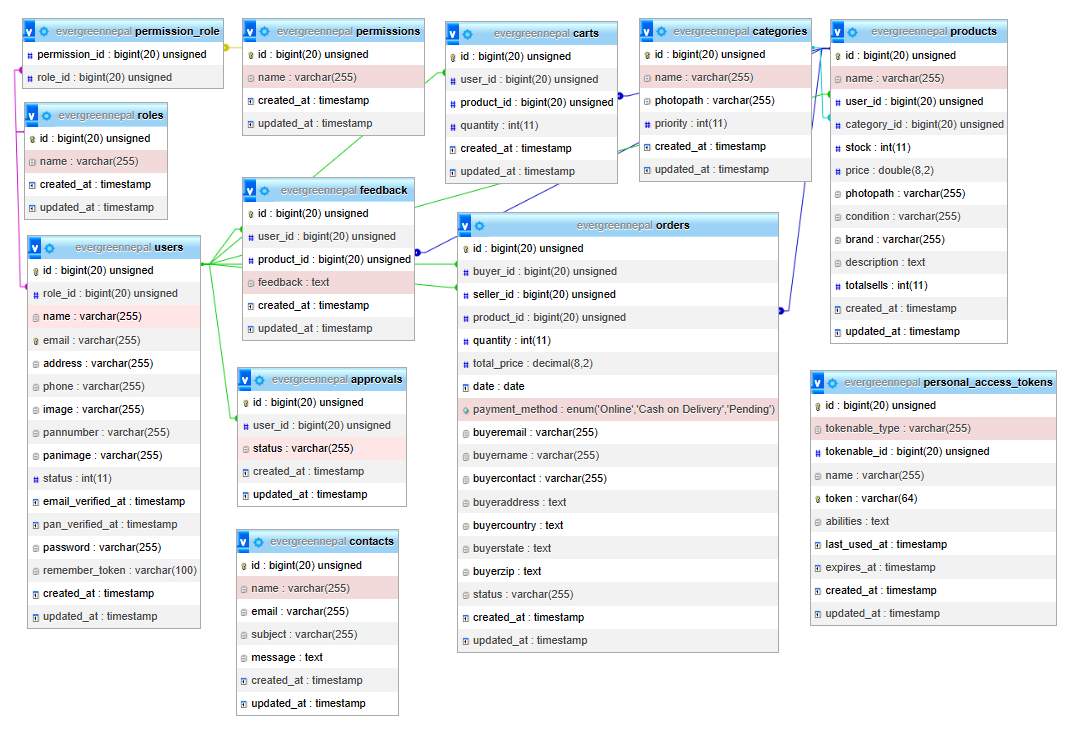 evergreennepal permission_role
permission_id : bigint(20) unsigned
role_id : bigint(20) unsigned
evergreennepal permissions
id : bigint(20) unsigned
name : varchar(255)
created_at : timestamp
updated_at : timestamp
evergreennepal carts
id : bigint(20) unsigned
user_id : bigint(20) unsigned
product_id : bigint(20) unsigned
quantity : int(11)
created_at : timestamp
updated_at : timestamp
evergreennepal categories
id : bigint(20) unsigned
name : varchar(255)
photopath : varchar(255)
priority : int(11)
created_at : timestamp
updated_at : timestamp
evergreennepal products
id : bigint(20) unsigned
name : varchar(255)
user_id : bigint(20) unsigned
category_id : bigint(20) unsigned
stock : int(11)
price : double(8,2)
photopath : varchar(255)
condition : varchar(255)
brand : varchar(255)
description : text
totalsells : int(11)
created_at : timestamp
updated_at : timestamp
evergreennepal roles
id : bigint(20) unsigned
name : varchar(255)
created_at : timestamp
updated_at : timestamp
evergreennepal feedback
id : bigint(20) unsigned
user_id : bigint(20) unsigned
product_id : bigint(20) unsigned
feedback : text
created_at : timestamp
updated_at : timestamp
evergreennepal orders
id : bigint(20) unsigned
buyer_id : bigint(20) unsigned
seller_id : bigint(20) unsigned
product_id : bigint(20) unsigned
quantity : int(11)
total_price : decimal(8,2)
date : date
payment_method : enum('Online','Cash on Delivery','Pending')
buyeremail : varchar(255)
buyername : varchar(255)
buyercontact : varchar(255)
buyeraddress : text
buyercountry : text
buyerstate : text
buyerzip : text
status : varchar(255)
created_at : timestamp
updated_at : timestamp
evergreennepal users
id : bigint(20) unsigned
role_id : bigint(20) unsigned
name : varchar(255)
email : varchar(255)
address : varchar(255)
phone : varchar(255)
image : varchar(255)
pannumber : varchar(255)
panimage : varchar(255)
status : int(11)
email_verified_at : timestamp
pan_verified_at : timestamp
password : varchar(255)
remember_token : varchar(100)
created_at : timestamp
updated_at : timestamp
evergreennepal approvals
id : bigint(20) unsigned
user_id : bigint(20) unsigned
status : varchar(255)
created_at : timestamp
updated_at : timestamp
evergreennepal personal_access_tokens
id : bigint(20) unsigned
tokenable_type : varchar(255)
tokenable_id : bigint(20) unsigned
name : varchar(255)
token : varchar(64)
abilities : text
last_used_at : timestamp
expires_at : timestamp
created_at : timestamp
updated_at : timestamp
evergreennepal contacts
id : bigint(20) unsigned
name : varchar(255)
email : varchar(255)
subject : varchar(255)
message : text
created_at : timestamp
updated_at : timestamp